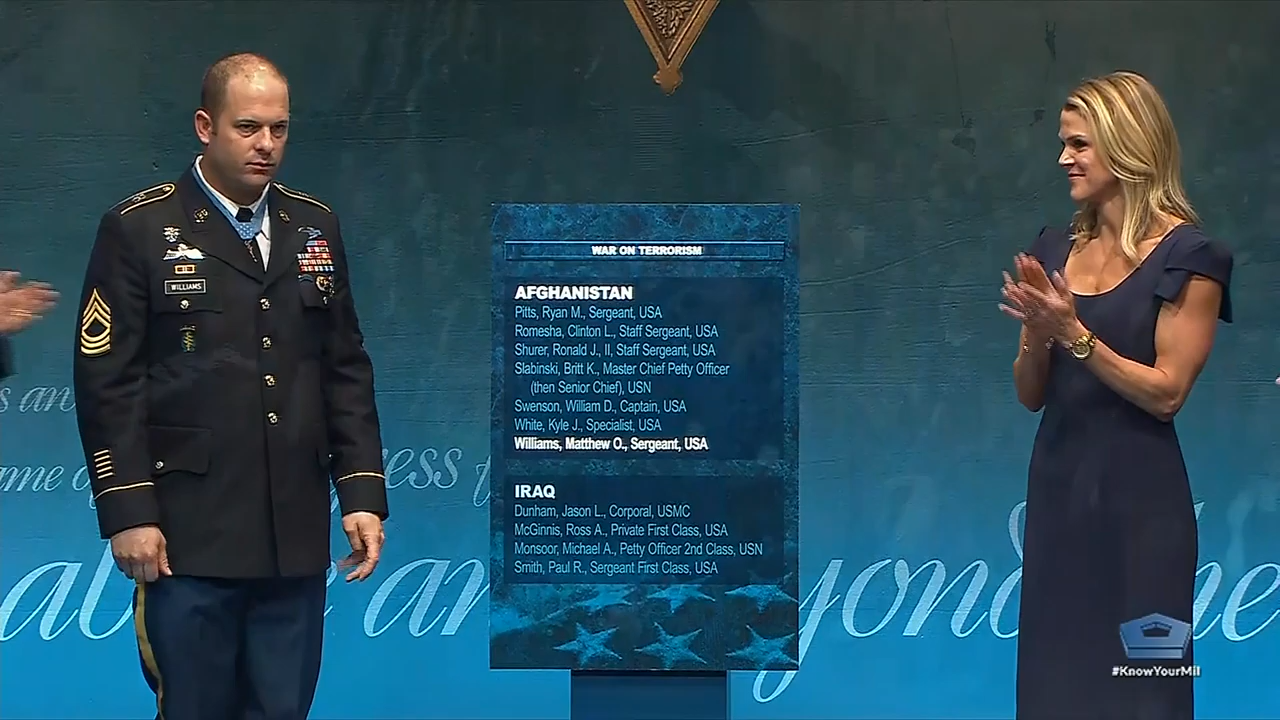 WAR ON TERRORISM
AFGHANISTAN
Pitts, Ryan M., Sergeant, USA
Romesha, Clinton L., Staff Sergeant, USA
Shurer, Ronald J., II, Staff Sergeant, USA
Slabinski, Britt K., Master Chief Petty Officer
(then Senior Chief), USN
Swenson, William D., Captain, USA
White, Kyle J., Specialist, USA
Williams, Matthew O., Sergeant, USA
IRAQ
Dunham, Jason L., Corporal, USMC
McGinnis, Ross A., Private First Class, USA
Monsoor, Michael A., Petty Officer 2nd Class, USN
Smith, Paul R., Sergeant First Class, USA
WILLIAMS
#KnowYourMil